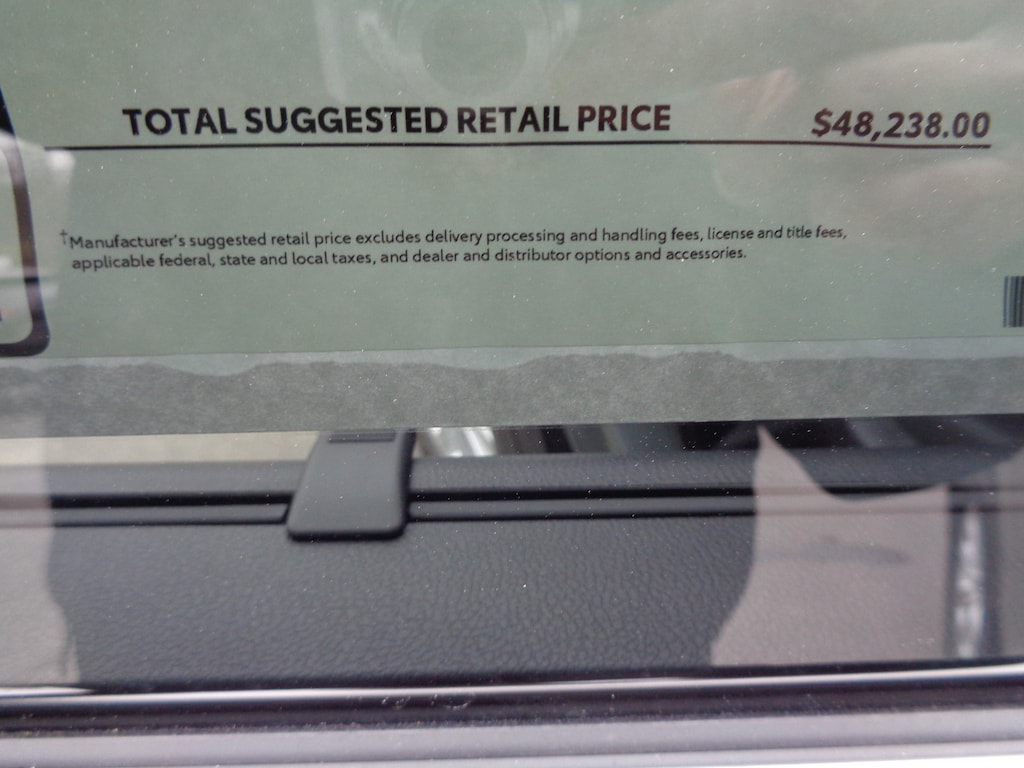 TOTAL SUGGESTED RETAIL PRICE $48,238.00
†Manufacturer's suggested retail price excludes delivery processing and handling fees, license and title fees,
applicable federal, state and local taxes, and dealer and distributor options and accessories.